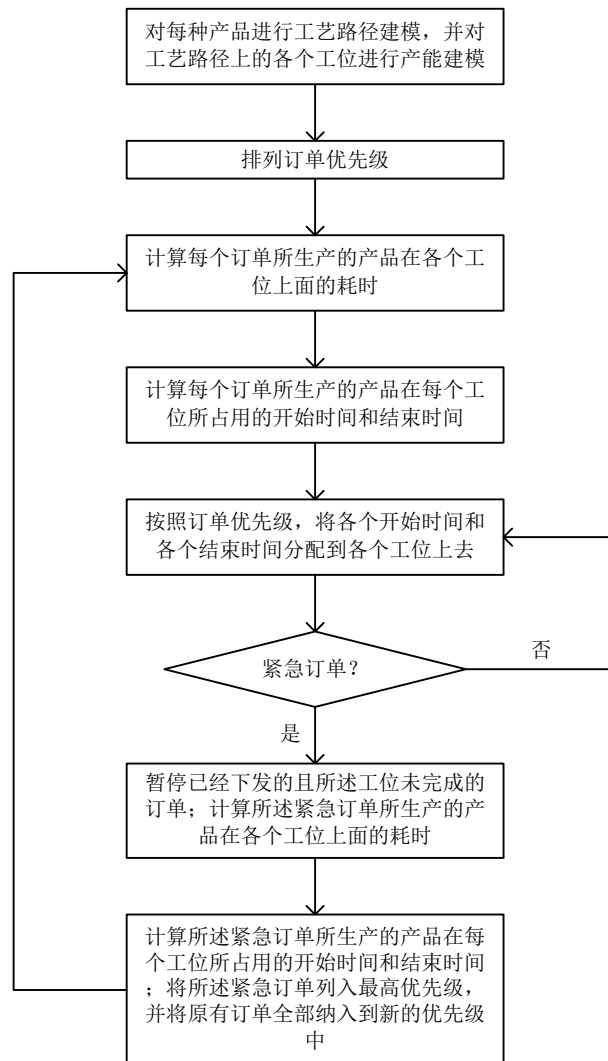 对每种产品进行工艺路径建模，并对
工艺路径上的各个工位进行产能建模
排列订单优先级
计算每个订单所生产的产品在各个工
位上面的耗时
计算每个订单所生产的产品在每个工
位所占用的开始时间和结束时间
按照订单优先级，将各个开始时间和
各个结束时间分配到各个工位上去
紧急订单？
否
是
暂停已经下发的且所述工位未完成的
订单；计算所述紧急订单所生产的产
品在各个工位上面的耗时
计算所述紧急订单所生产的产品在每
个工位所占用的开始时间和结束时间
；将所述紧急订单列入最高优先级，
并将原有订单全部纳入到新的优先级
中